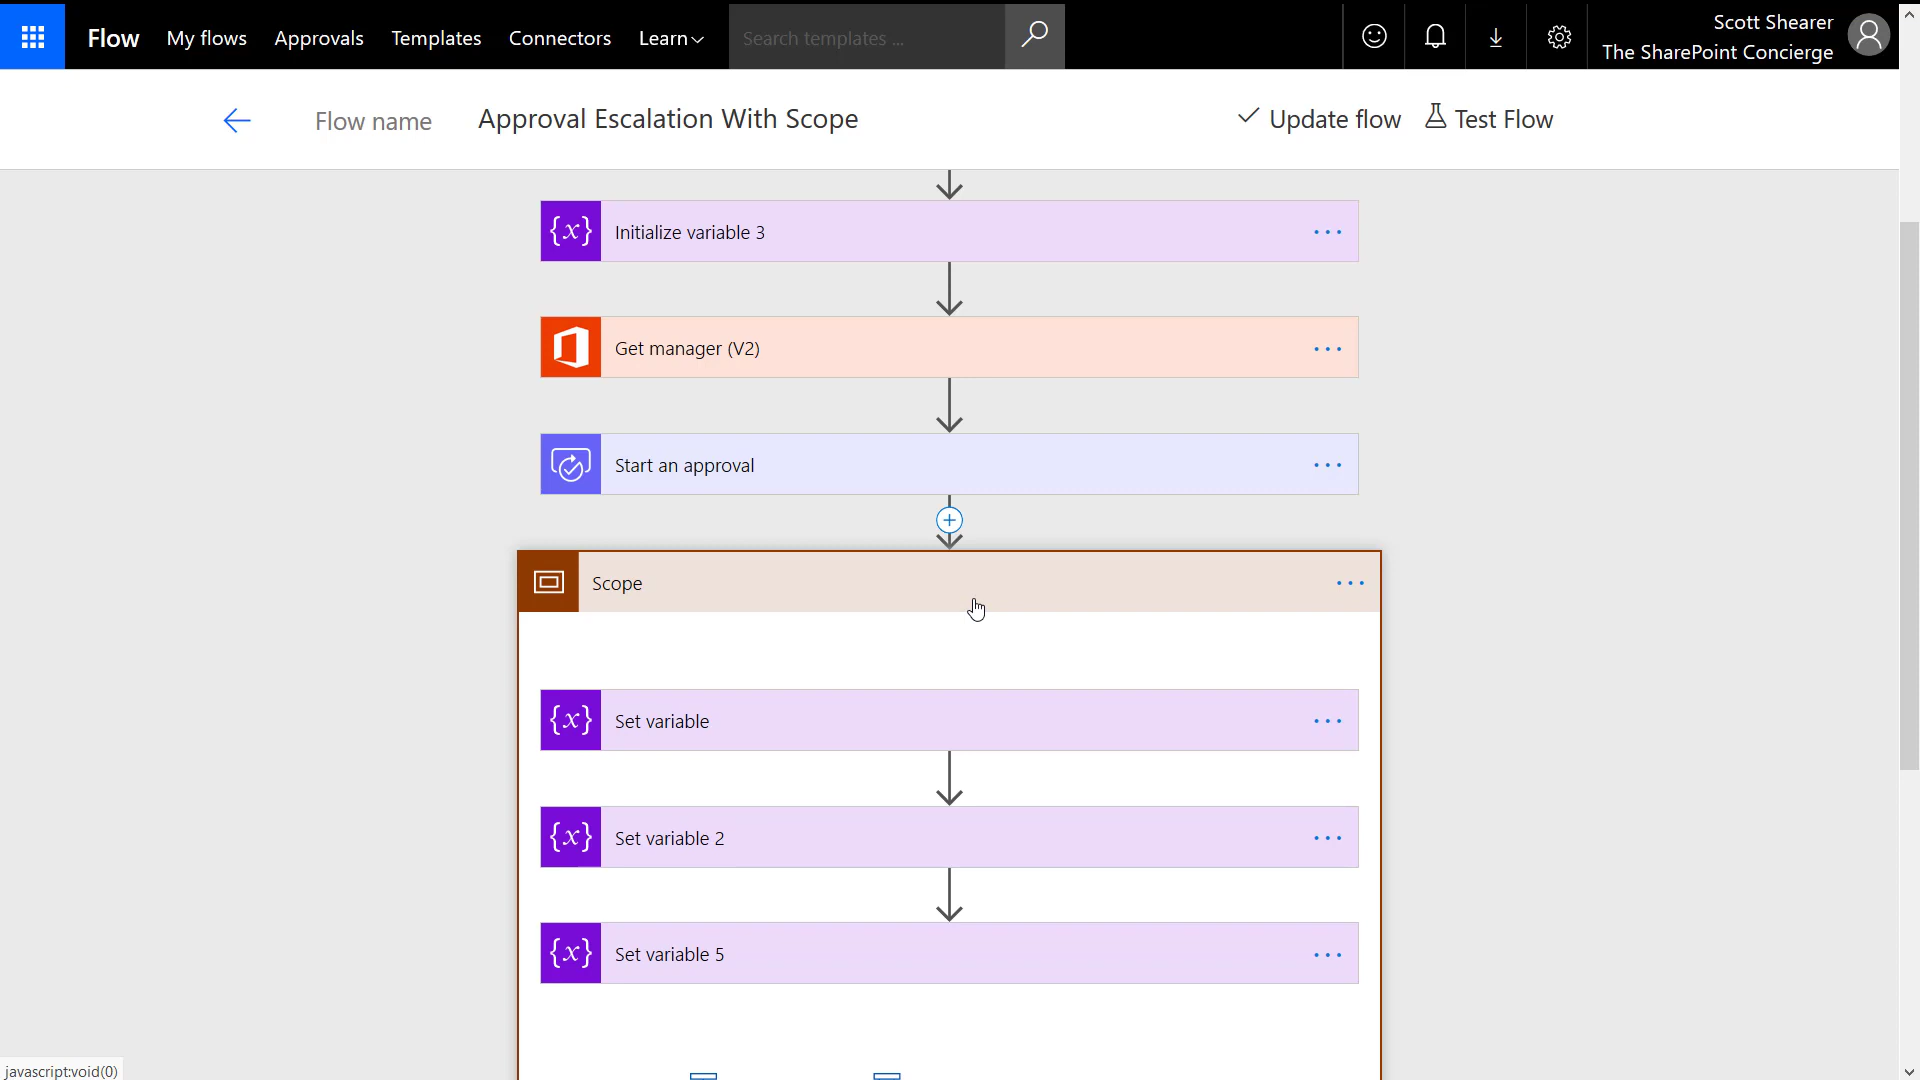 Flow My flows Approvals Templates Connectors Learn Search templates ... Scott Shearer
The SharePoint Concierge
Flow name Approval Escalation With Scope Update flow Test Flow
{x} Initialize variable 3 ...
Get manager (V2) ...
Start an approval ...
Scope ...
{x} Set variable ...
{x} Set variable 2 ...
{x} Set variable 5 ...
javascript:void(0)